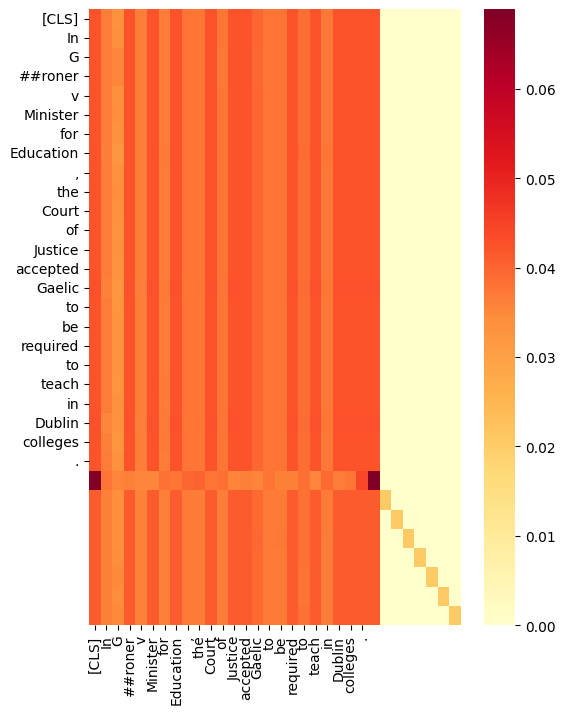 [CLS]
In
G
##roner
v
Minister
for
Education
,
the
Court
of
Justice
accepted
Gaelic
to
be
required
to
teach
in
Dublin
colleges
.
0.06
0.05
0.04
0.03
0.02
0.01
0.00
[CLS]
In
G
##roner
v
Minister
for
Education
,
the
Court
of
Justice
accepted
Gaelic
to
be
required
to
teach
in
Dublin
colleges
.